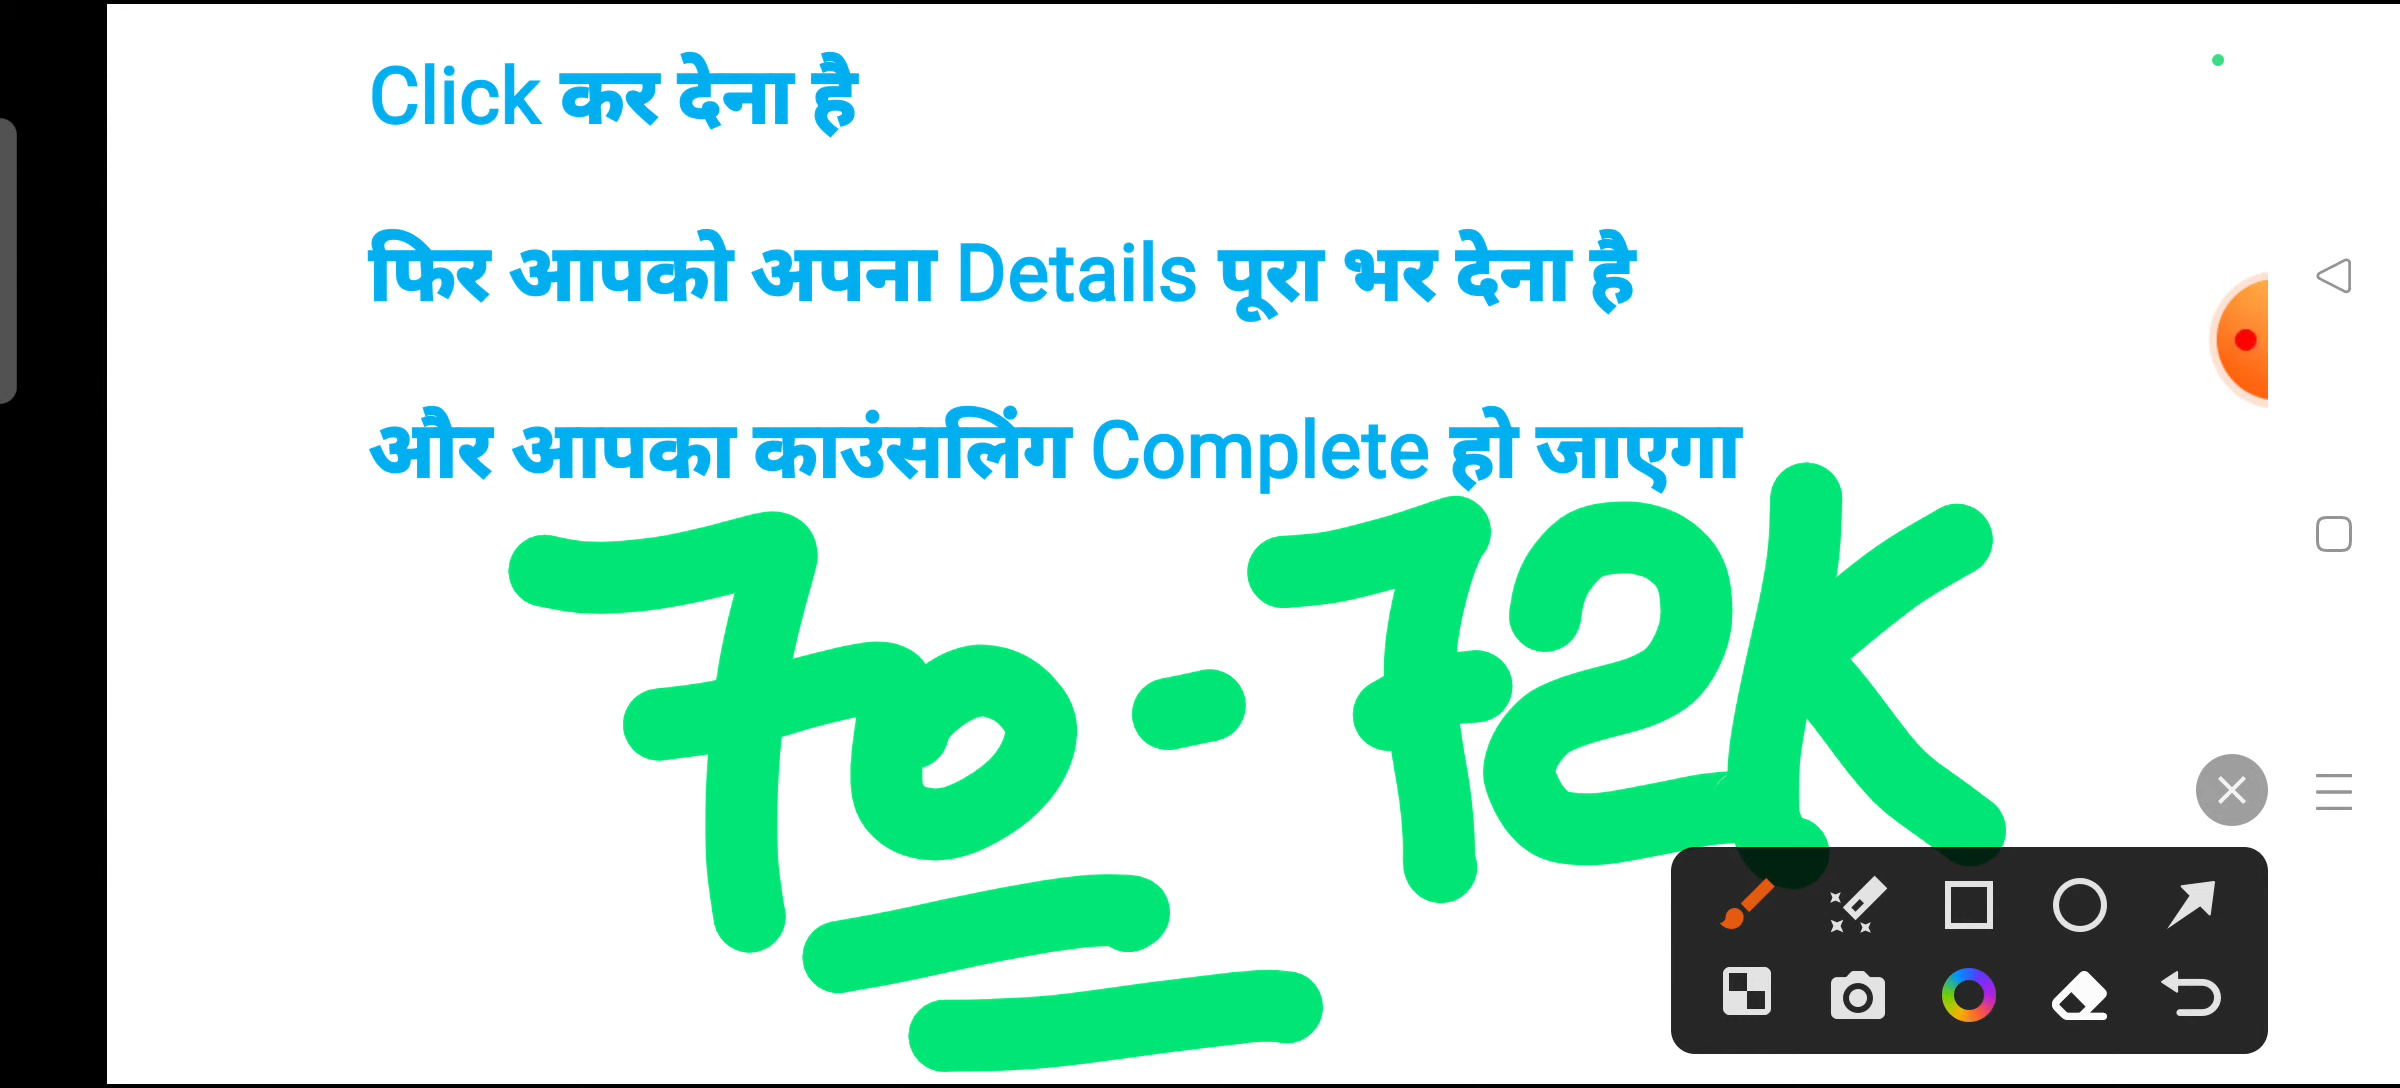 Click कर देना है
फिर आपको अपना Details पूरा भर देना है
और आपका काउंसलिंग Complete हो जाएगा
70-72K